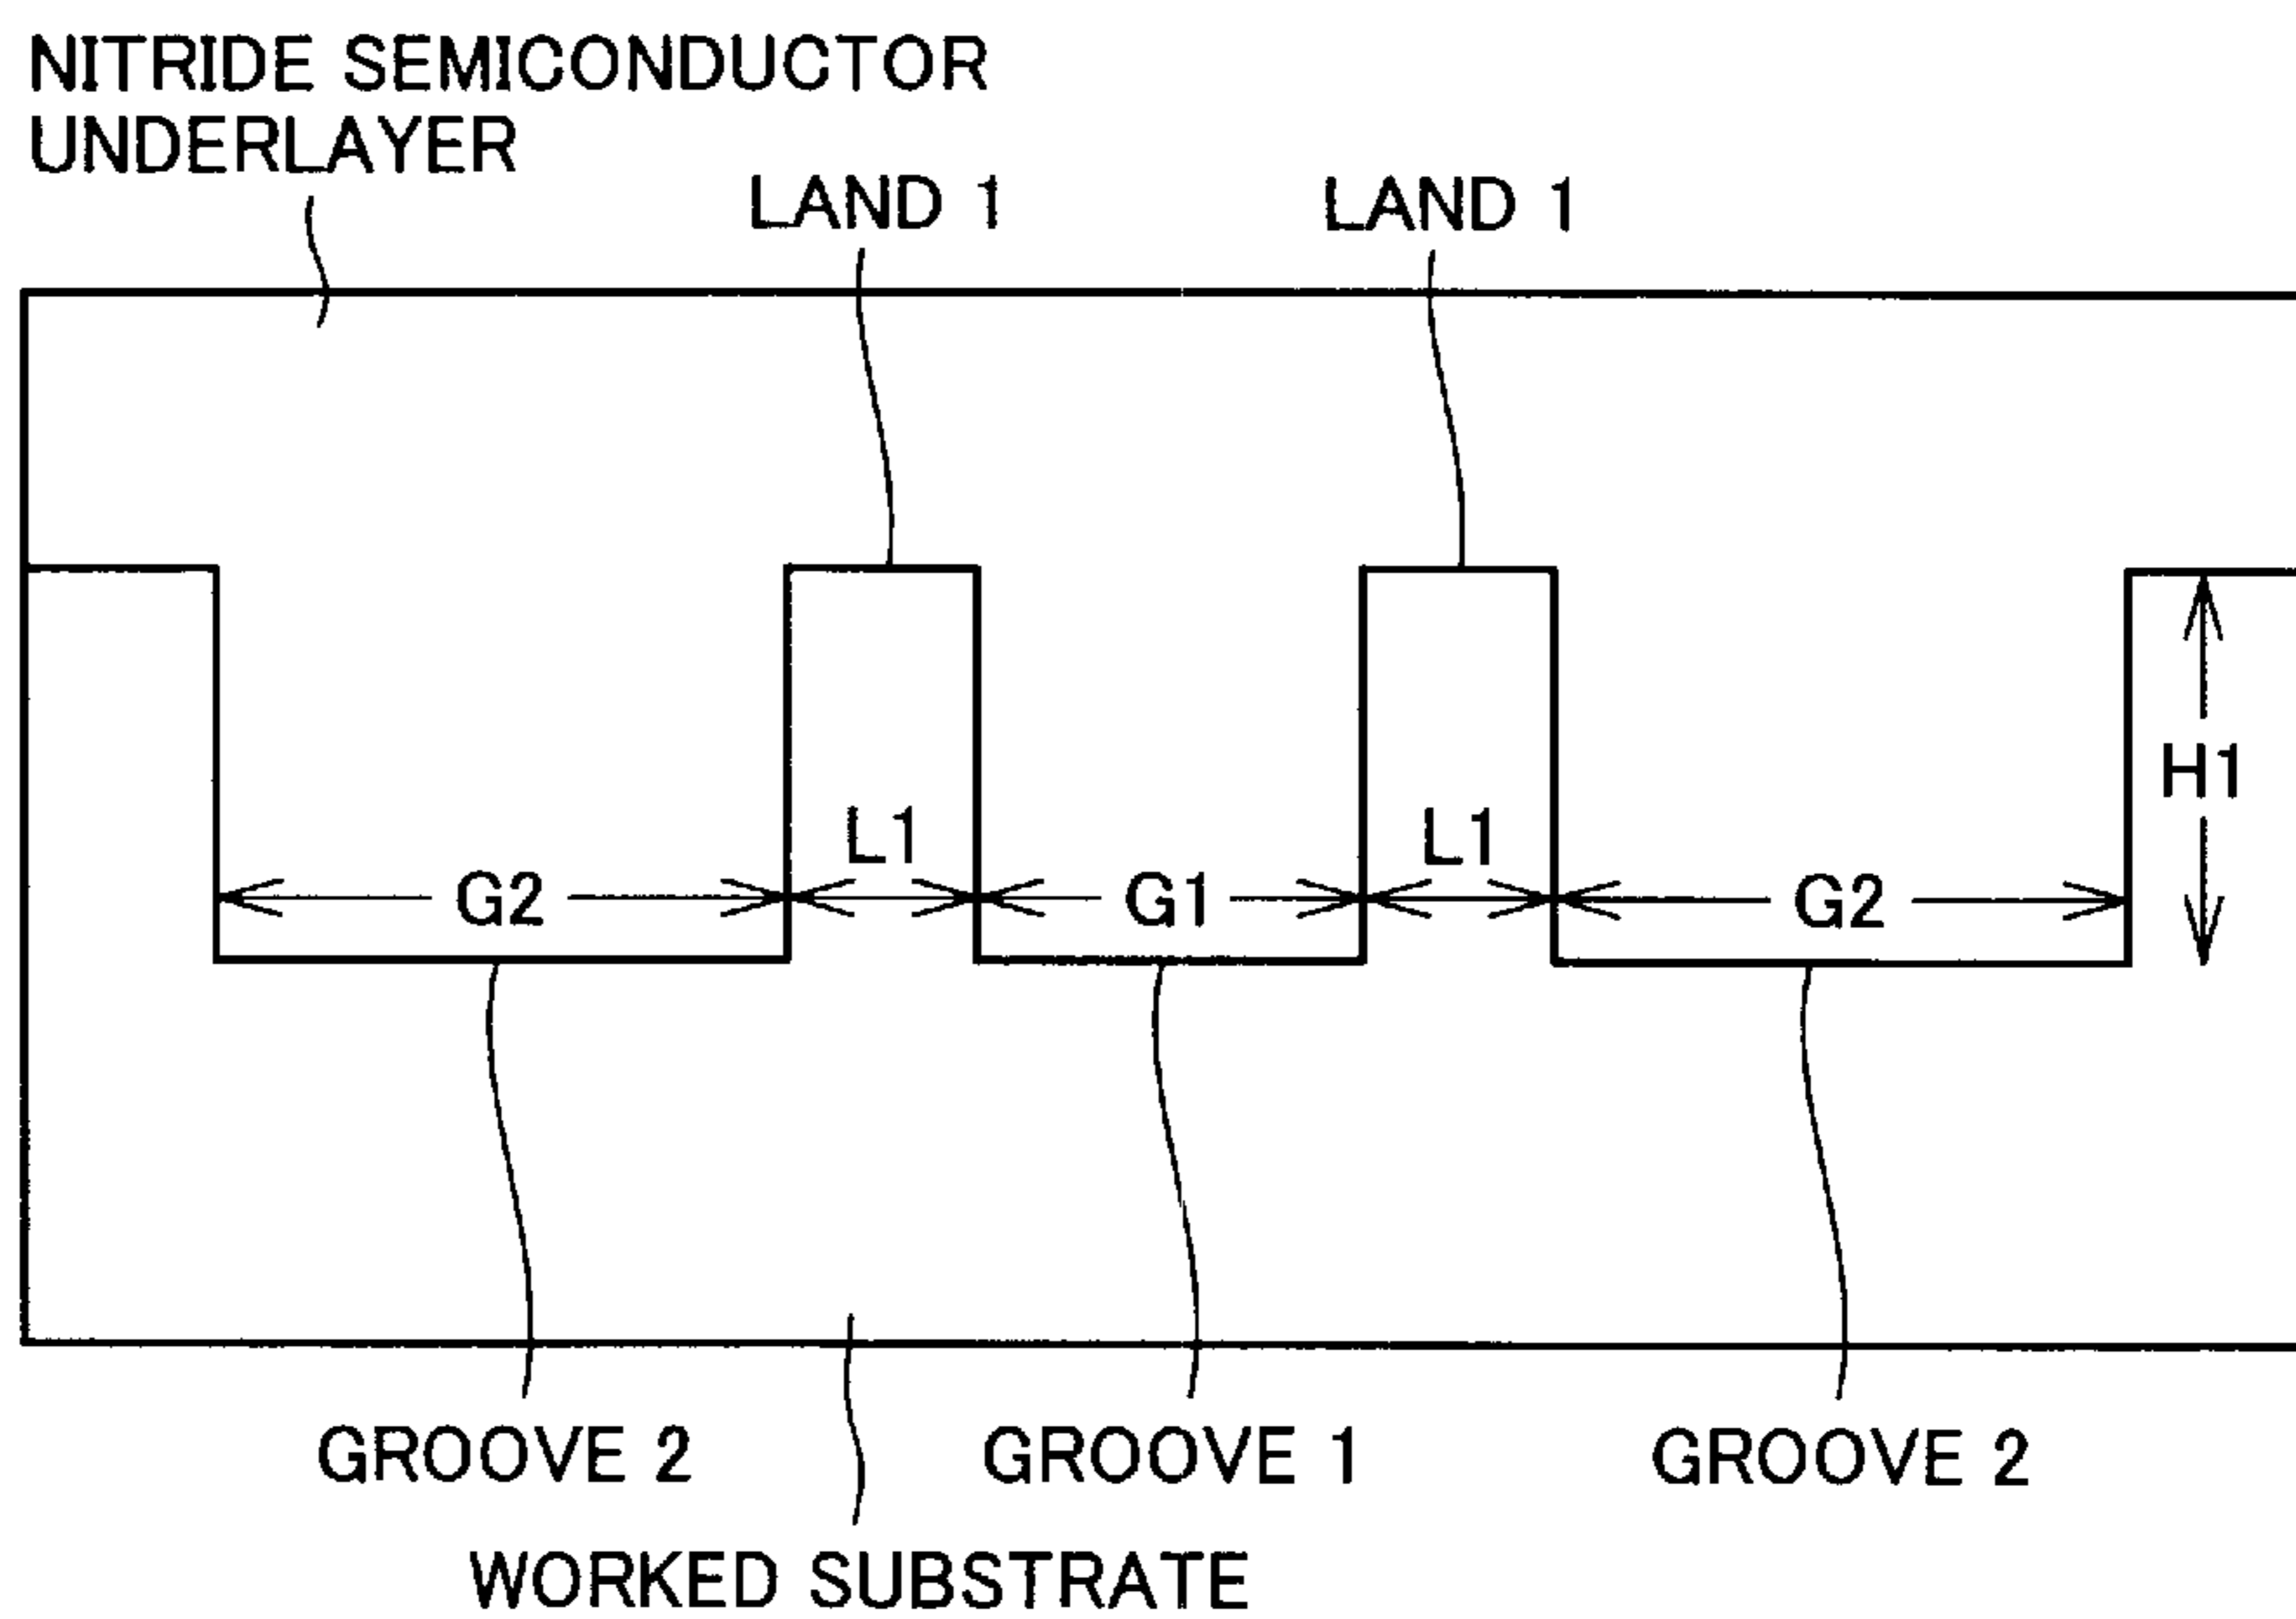 NITRIDE SEMICONDUCTOR
UNDERLAYER
LAND 1
LAND 1
H1
L1
L1
G2
G1
G2
GROOVE 2
GROOVE 1
GROOVE 2
WORKED SUBSTRATE